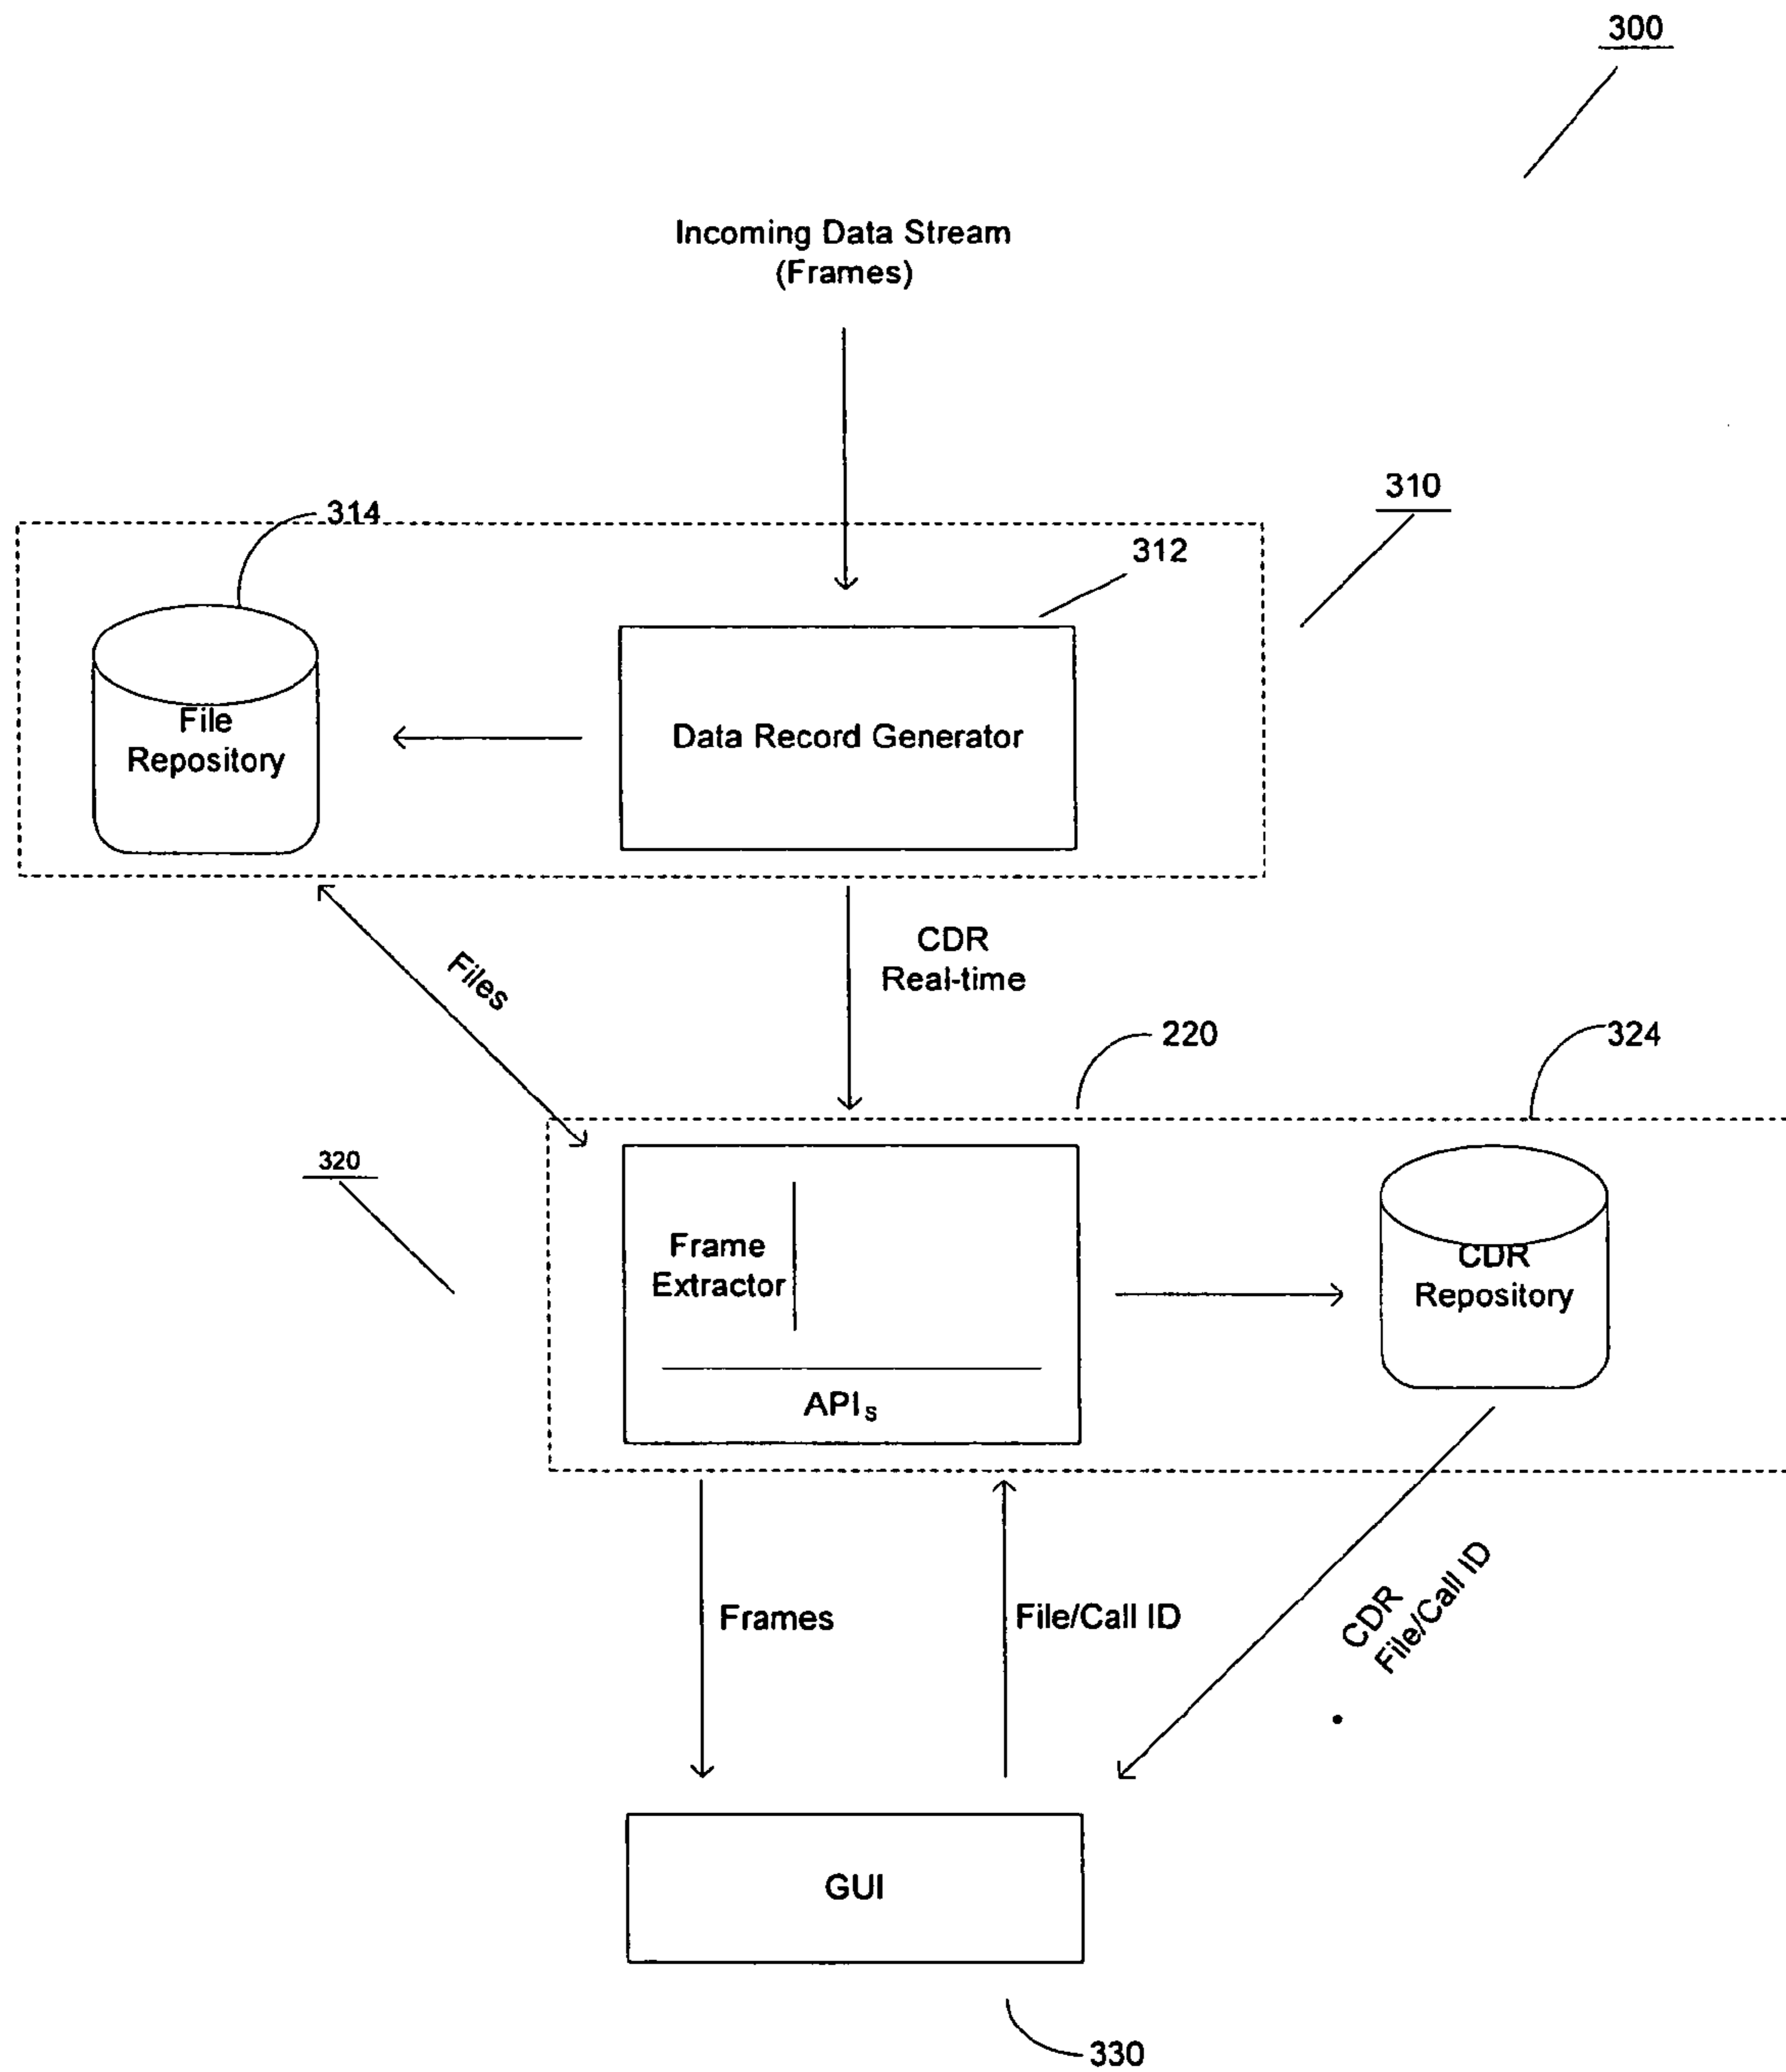 300
Incoming Data Stream
(Frames)
310
314
312
File
Repository
Data Record Generator
Files
CDR
Real-time
220
324
320
Frame
Extractor
APIs
CDR
Repository
Frames
File/Call ID
CDR
File/Call ID
GUI
330